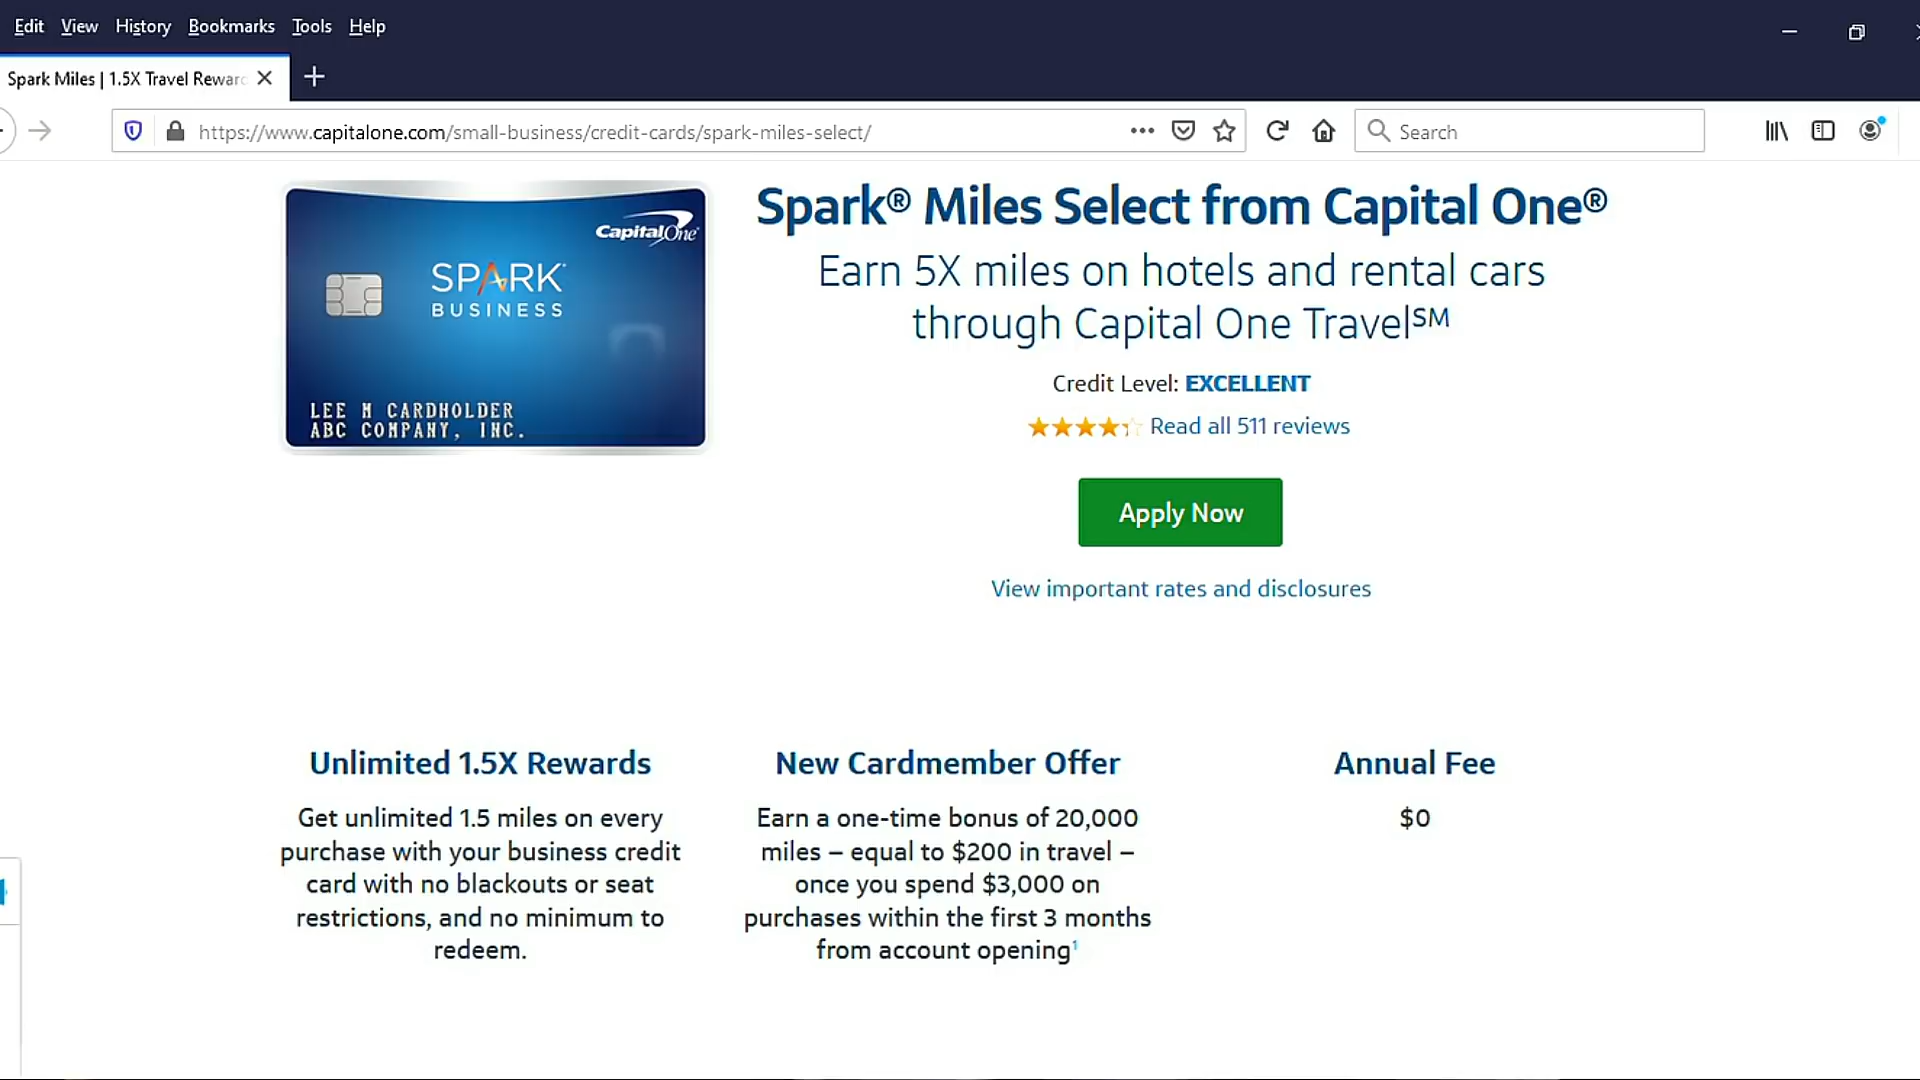 Edit View History Bookmarks Tools Help
Spark Miles | 1.5X Travel Rewar
https://www.capitalone.com/small-business/credit-cards/spark-miles-select/
Search
Capital One
SPARK
BUSINESS
LEE M CARDHOLDER
ABC COMPANY, INC.
Spark® Miles Select from Capital One®
Earn 5X miles on hotels and rental cars
through Capital One Travel℠
Credit Level: EXCELLENT
Read all 511 reviews
Apply Now
View important rates and disclosures
Unlimited 1.5X Rewards
Get unlimited 1.5 miles on every
purchase with your business credit
card with no blackouts or seat
restrictions, and no minimum to
redeem.
New Cardmember Offer
Earn a one-time bonus of 20,000
miles – equal to $200 in travel –
once you spend $3,000 on
purchases within the first 3 months
from account opening¹
Annual Fee
$0